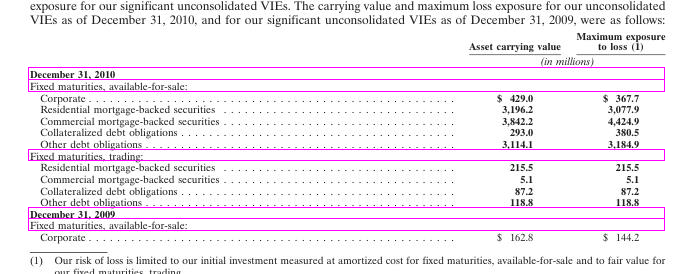 exposure for our significant unconsolidated VIEs. The carrying value and maximum loss exposure for our unconsolidated
VIEs as of December 31, 2010, and for our significant unconsolidated VIEs as of December 31, 2009, were as follows:
Asset carrying value Maximum exposure to loss (1)
(in millions)
December 31, 2010
Fixed maturities, available-for-sale:
Corporate $ 429.0 $ 367.7
Residential mortgage-backed securities 3,196.2 3,077.9
Commercial mortgage-backed securities 3,842.2 4,424.9
Collateralized debt obligations 293.0 380.5
Other debt obligations 3,114.1 3,184.9
Fixed maturities, trading:
Residential mortgage-backed securities 215.5 215.5
Commercial mortgage-backed securities 5.1 5.1
Collateralized debt obligations 87.2 87.2
Other debt obligations 118.8 118.8
December 31, 2009
Fixed maturities, available-for-sale:
Corporate $ 162.8 $ 144.2
(1) Our risk of loss is limited to our initial investment measured at amortized cost for fixed maturities, available-for-sale and to fair value for
our fixed maturities, trading